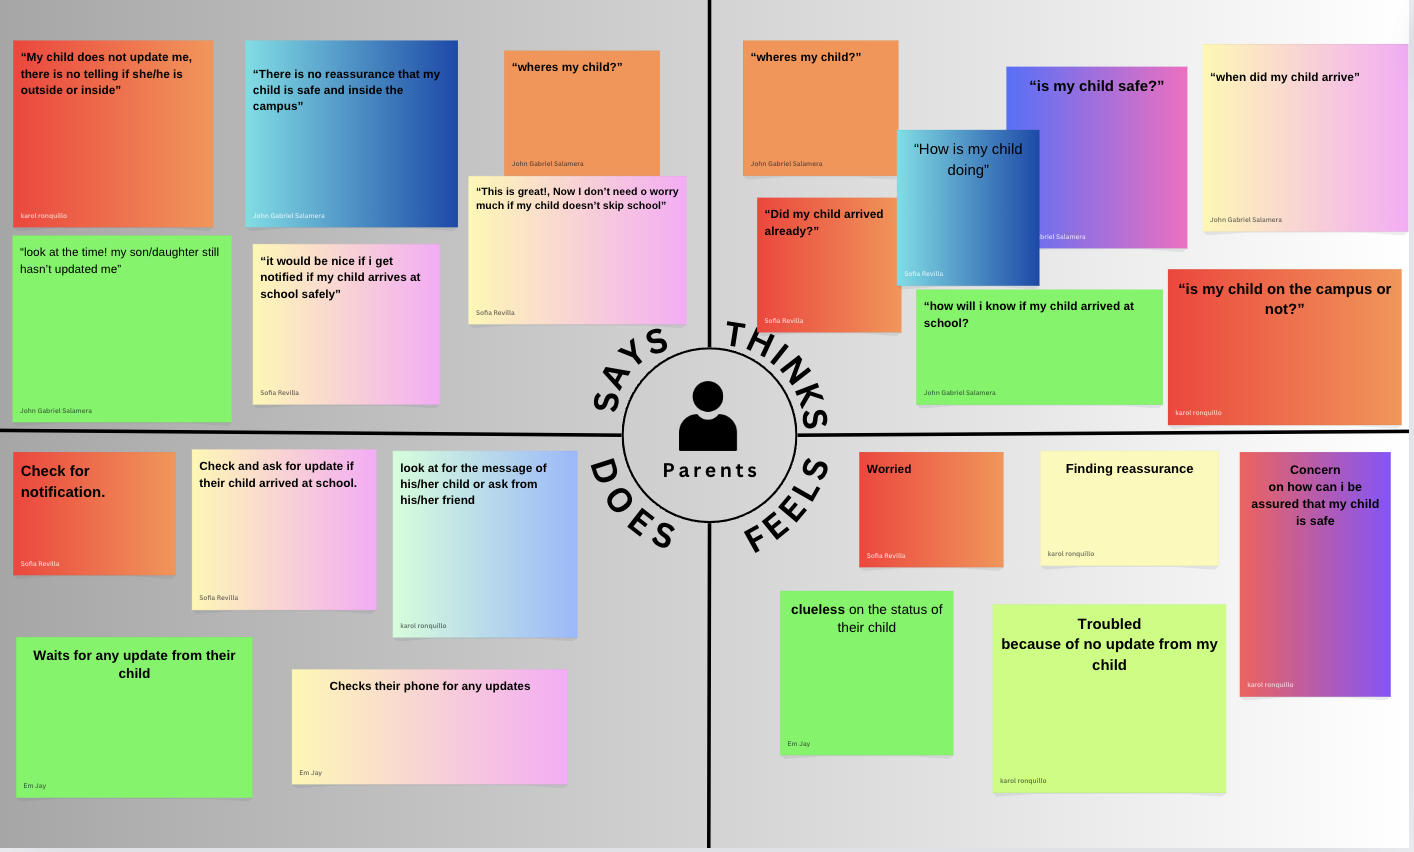 “My child does not update me,
there is no telling if she/he is
outside or inside”
karol ronquillo
“There is no reassurance that my
child is safe and inside the
campus”
John Gabriel Salamera
“wheres my child?”
John Gabriel Salamera
“This is great!, Now I don’t need o worry
much if my child doesn’t skip school”
Sofia Revilla
“look at the time! my son/daughter still
hasn’t updated me”
John Gabriel Salamera
“it would be nice if i get
notified if my child arrives at
school safely”
Sofia Revilla
SAYS
“wheres my child?”
John Gabriel Salamera
“is my child safe?”
briel Salamera
“when did my child arrive”
John Gabriel Salamera
“How is my child
doing”
Sofia Revilla
“Did my child arrived
already?”
Sofia Revilla
“how will i know if my child arrived at
school?
John Gabriel Salamera
“is my child on the campus or
not?”
karol ronquillo
THINKS
Parents
DOES
Check for
notification.
Sofia Revilla
Check and ask for update if
their child arrived at school.
Sofia Revilla
look at for the message of
his/her child or ask from
his/her friend
karol ronquillo
Waits for any update from their
child
Em Jay
Checks their phone for any updates
Em Jay
FEELS
Worried
Sofia Revilla
Finding reassurance
karol ronquillo
Concern
on how can i be
assured that my child
is safe
karol ronquillo
clueless on the status of
their child
Em Jay
Troubled
because of no update from my
child
karol ronquillo